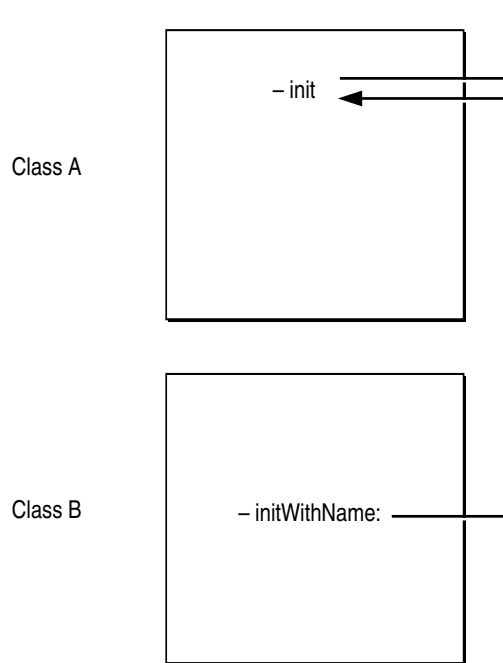 – init
Class A
Class B
– initWithName: